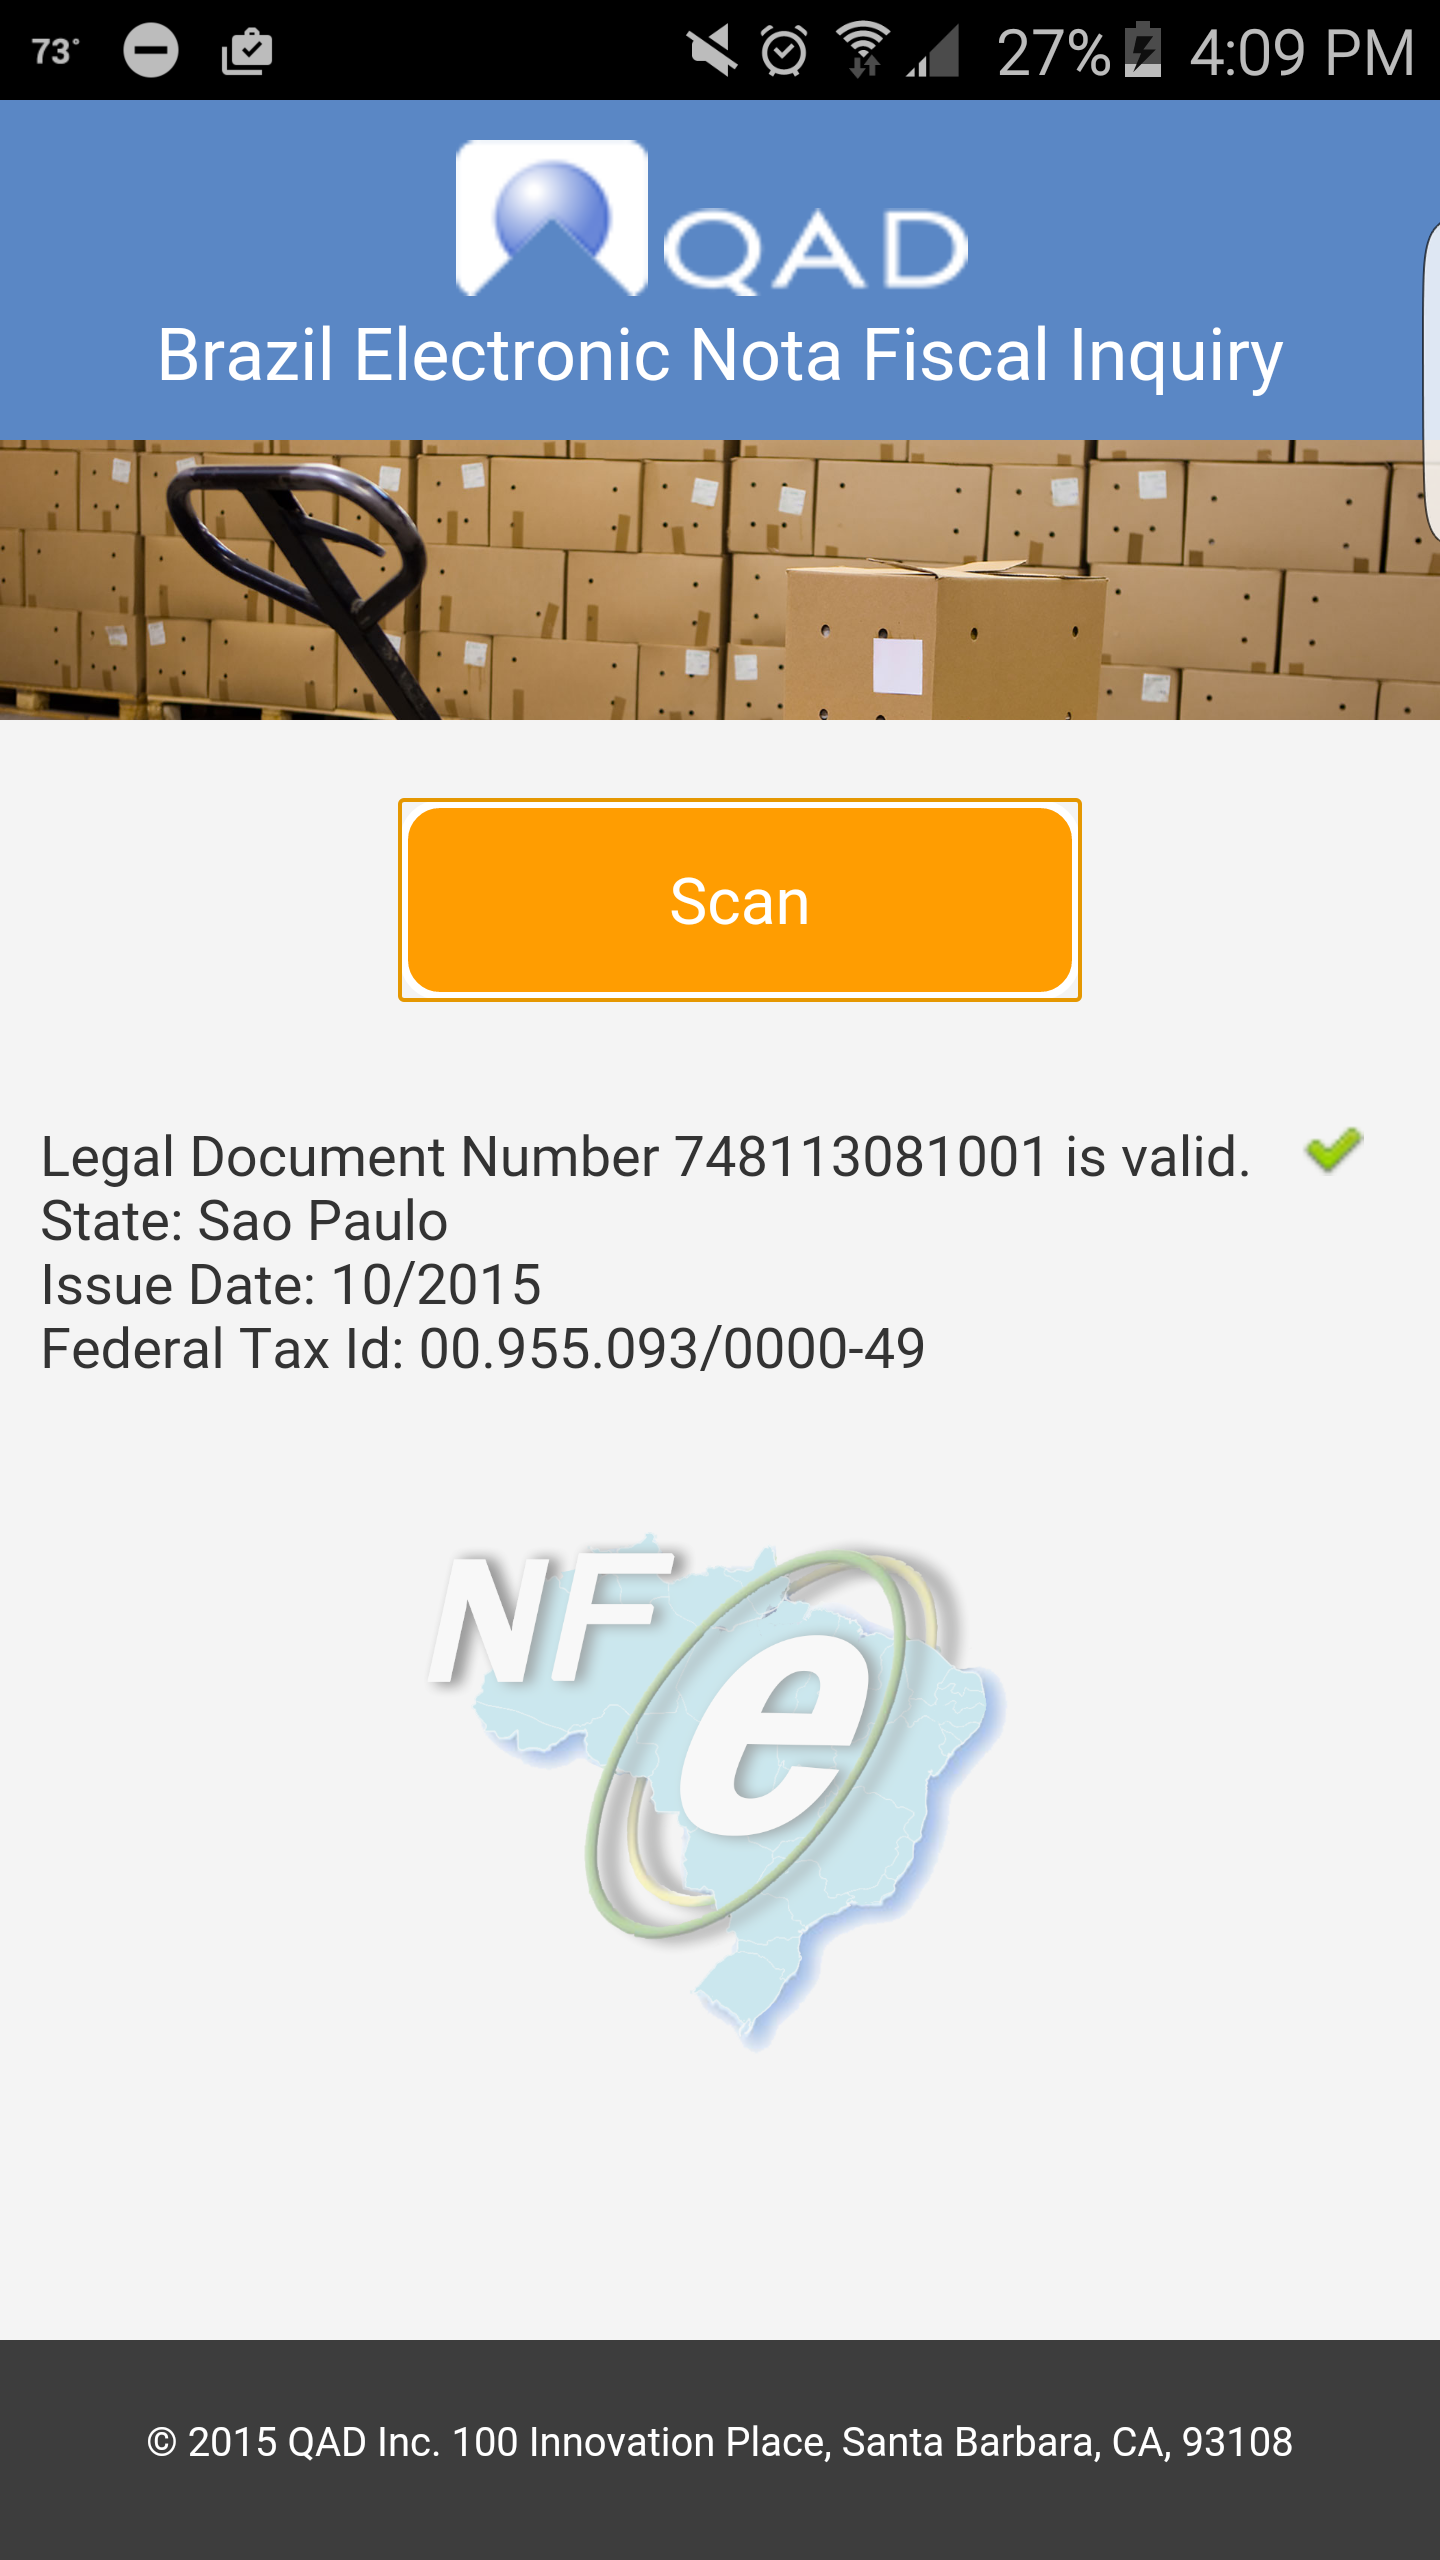 73°
27% 4:09 PM
QAD
Brazil Electronic Nota Fiscal Inquiry
Scan
Legal Document Number 748113081001 is valid.
State: Sao Paulo
Issue Date: 10/2015
Federal Tax Id: 00.955.093/0000-49
NF
e
© 2015 QAD Inc. 100 Innovation Place, Santa Barbara, CA, 93108